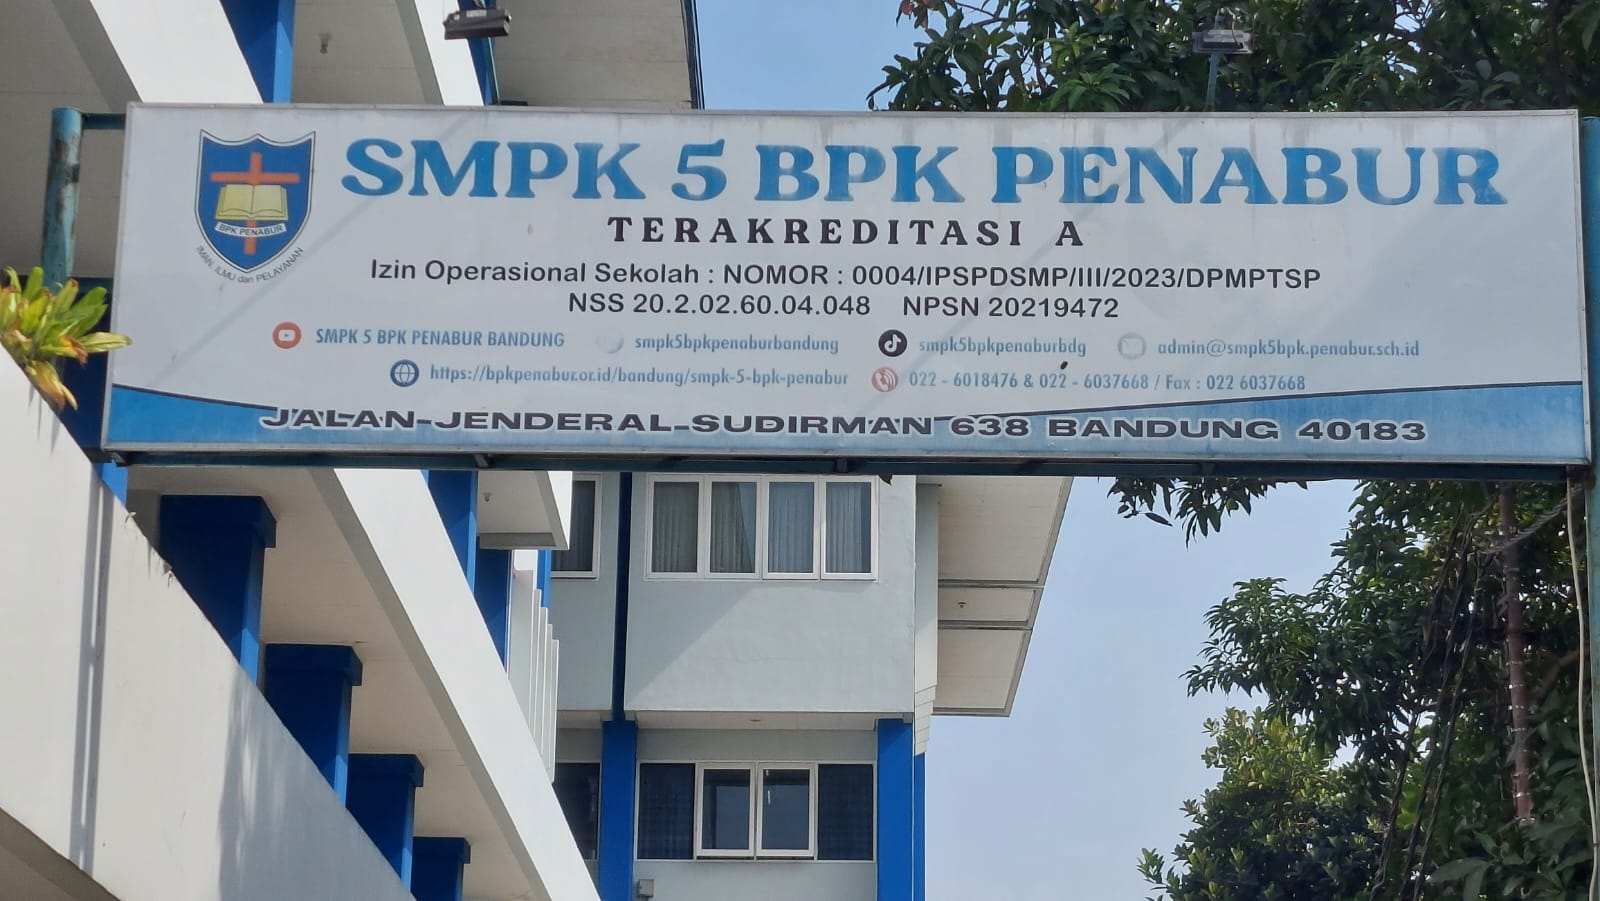 SMPK 5 BPK PENABUR
TERAKREDITASI A
BPK PENABUR
IMAN, ILMU dan PELAYANAN
Izin Operasional Sekolah : NOMOR : 0004/IPSPDSMP/III/2023/DPMPTSP
NSS 20.2.02.60.04.048 NPSN 20219472
SMPK 5 BPK PENABUR BANDUNG smpk5bpkpenaburbandung smpk5bpkpenaburbdg admin@smpk5bpk.penabur.sch.id
https://bpkpenabur.or.id/bandung/smpk-5-bpk-penabur 022 - 6018476 & 022 - 6037668 / Fax : 022 6037668
JALAN-JENDERAL-SUDIRMAN 638 BANDUNG 40183